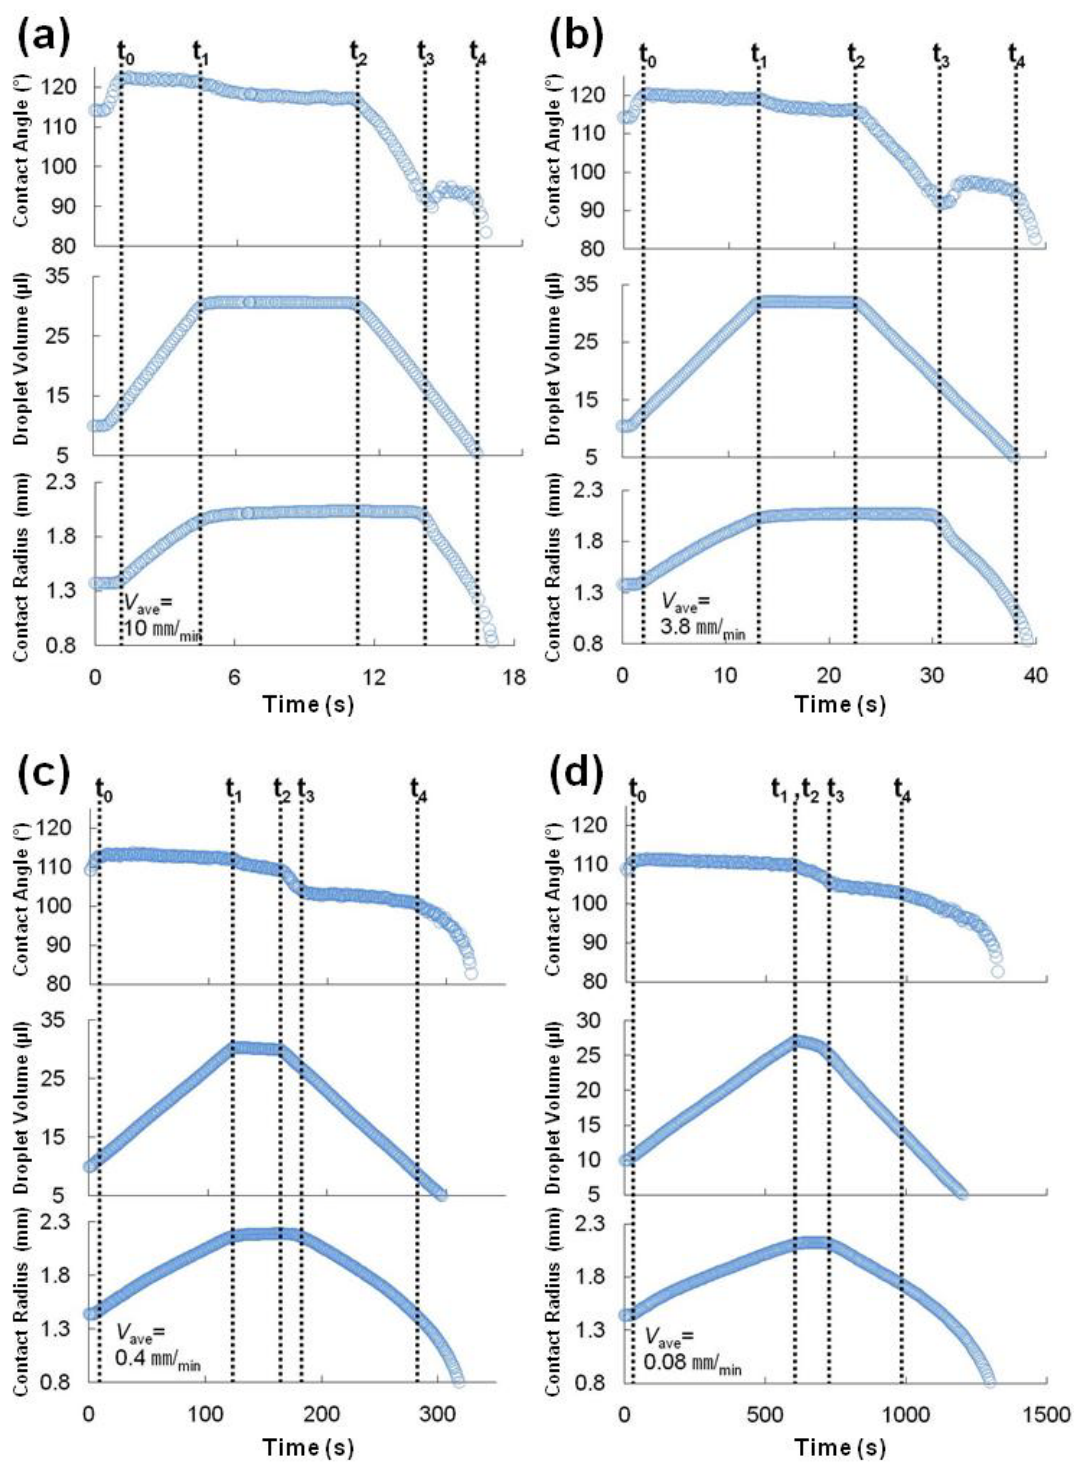 (a)
t0 t1 t2 t3 t4
Contact Angle (°)
120
110
100
90
80
Droplet Volume (μl)
35
25
15
5
Contact Radius (mm)
2.3
1.8
1.3
0.8
Vave=
10 mm/min
0 6 12 18
Time (s)
(b)
t0 t1 t2 t3 t4
Contact Angle (°)
120
110
100
90
80
Droplet Volume (μl)
35
25
15
5
Contact Radius (mm)
2.3
1.8
1.3
0.8
Vave=
3.8 mm/min
0 10 20 30 40
Time (s)
(c)
t0 t1 t2 t3 t4
Contact Angle (°)
120
110
100
90
80
Droplet Volume (μl)
35
25
15
5
Contact Radius (mm)
2.3
1.8
1.3
0.8
Vave=
0.4 mm/min
0 100 200 300
Time (s)
(d)
t0 t1,t2 t3 t4
Contact Angle (°)
120
110
100
90
80
Droplet Volume (μl)
30
25
20
15
10
5
Contact Radius (mm)
2.3
1.8
1.3
0.8
Vave=
0.08 mm/min
0 500 1000 1500
Time (s)